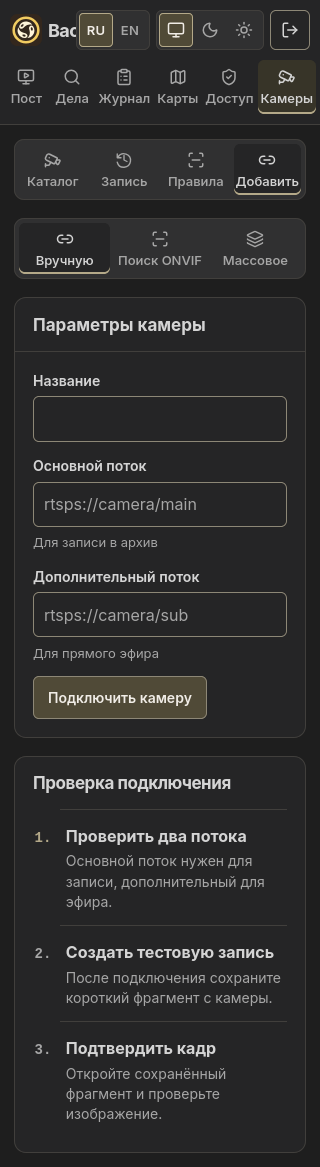 Вас RU EN
Пост Дела Журнал Карты Доступ Камеры
Каталог Запись Правила Добавить
Вручную Поиск ONVIF Массовое
Параметры камеры
Название
Основной поток
rtsps://camera/main
Для записи в архив
Дополнительный поток
rtsps://camera/sub
Для прямого эфира
Подключить камеру
Проверка подключения
1. Проверить два потока
Основной поток нужен для
записи, дополнительный для
эфира.
2. Создать тестовую запись
После подключения сохраните
короткий фрагмент с камеры.
3. Подтвердить кадр
Откройте сохранённый
фрагмент и проверьте
изображение.